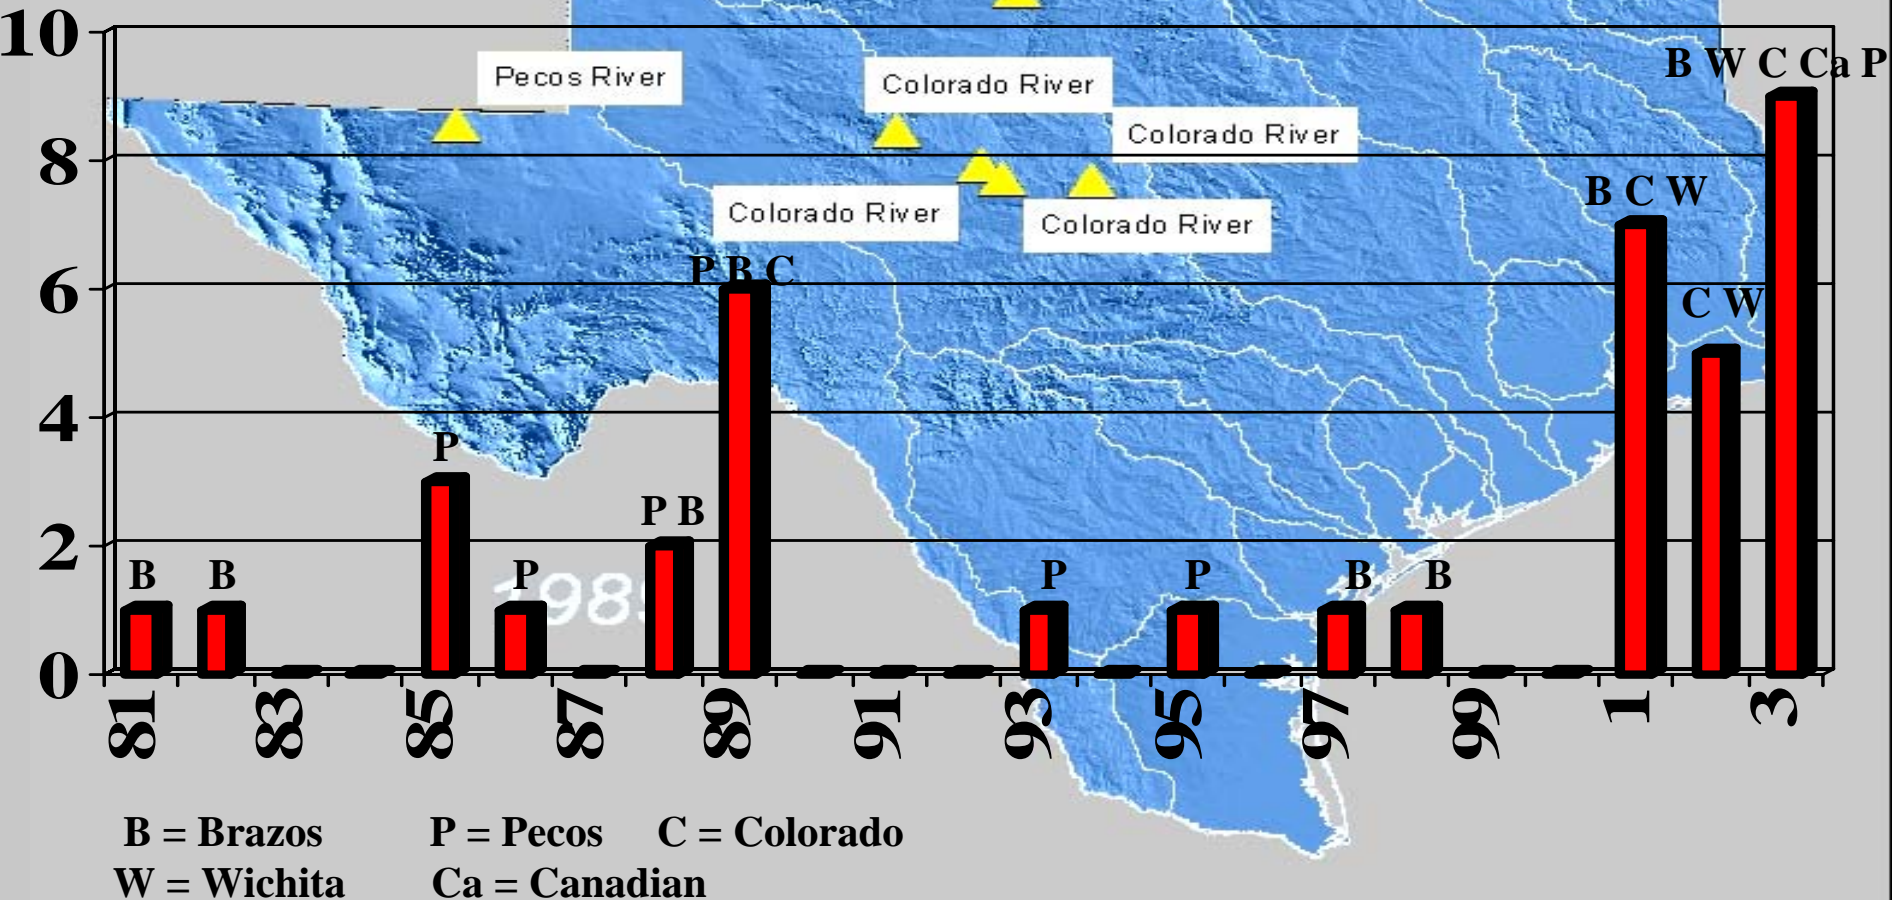 10
B W C Ca P
Pecos River
Colorado River
Colorado River
8
B C W
Colorado River
Colorado River
P B C
6
C W
4
P
P B
2
B
B
P
P
P
B
B
1989
0
81
83
85
87
89
91
93
95
97
99
1
3
B = Brazos P = Pecos C = Colorado
W = Wichita Ca = Canadian